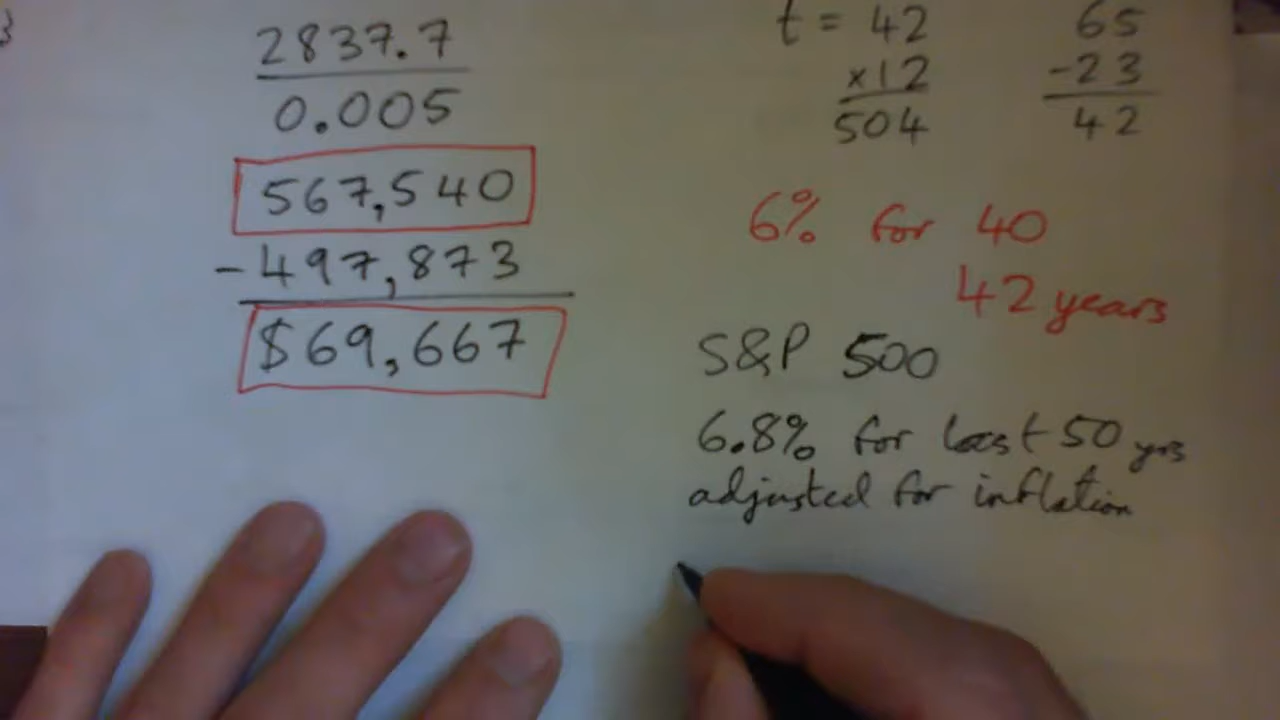 2837.7
0.005
567,540
-497,873
$69,667
t = 42
x12
504
65
-23
42
6% for 40
42 years
S&P 500
6.8% for last 50 yrs
adjusted for inflation